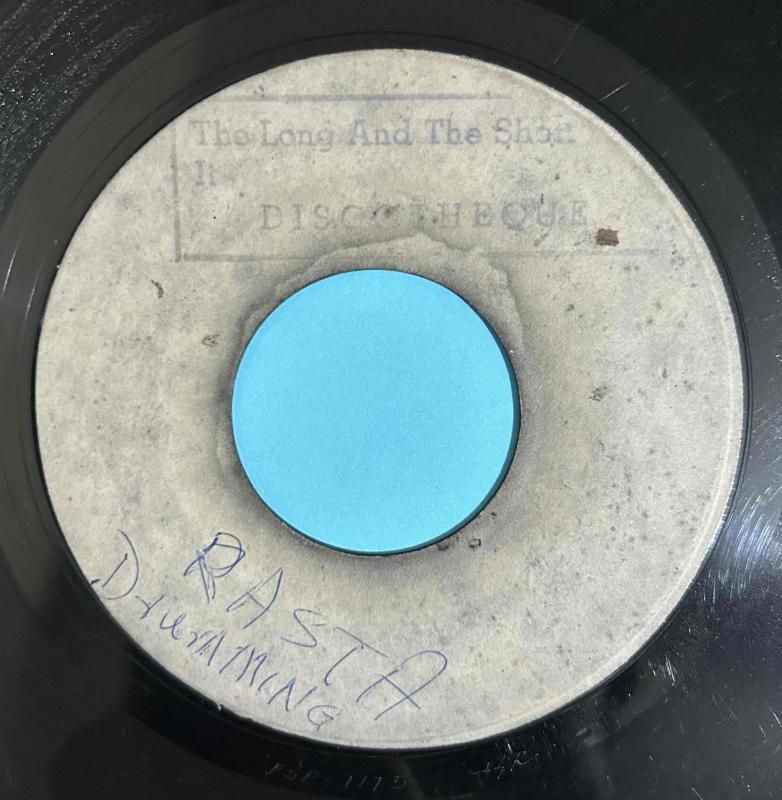 The Long And The Short
It
DISCOTHEQUE
RASTA
DrumMING